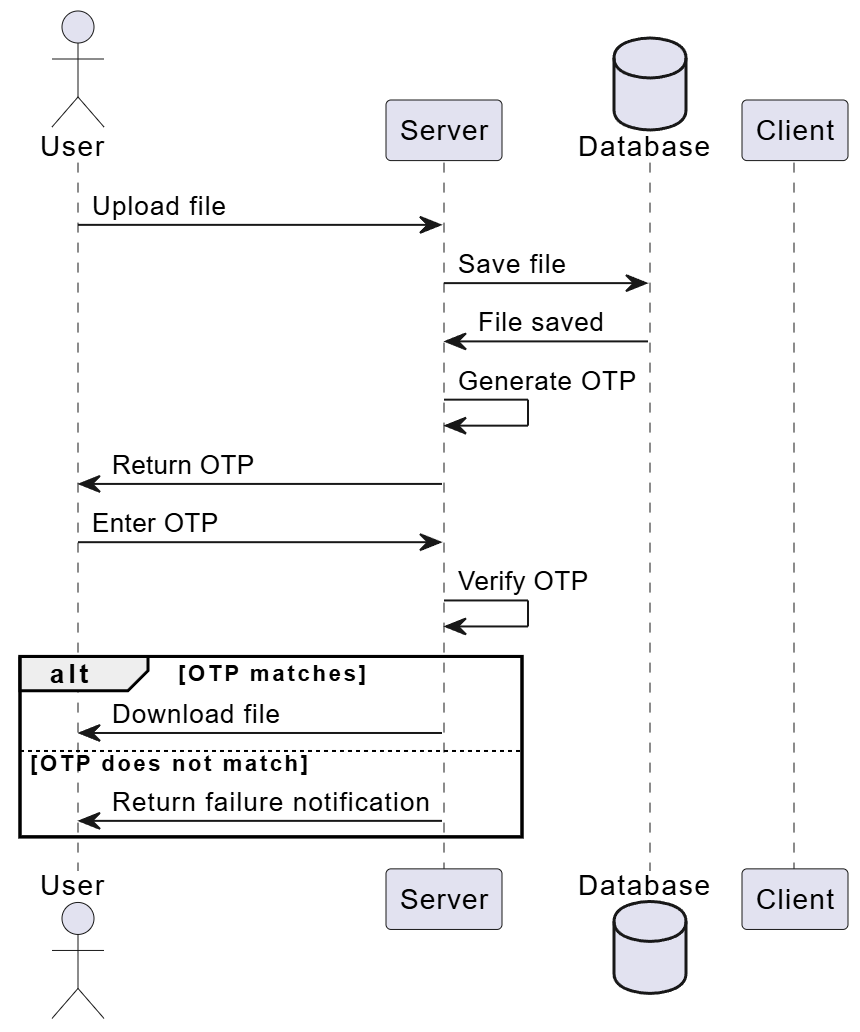 User
Server
Database
Client
Upload file
Save file
File saved
Generate OTP
Return OTP
Enter OTP
Verify OTP
alt [OTP matches]
Download file
[OTP does not match]
Return failure notification
User
Server
Database
Client